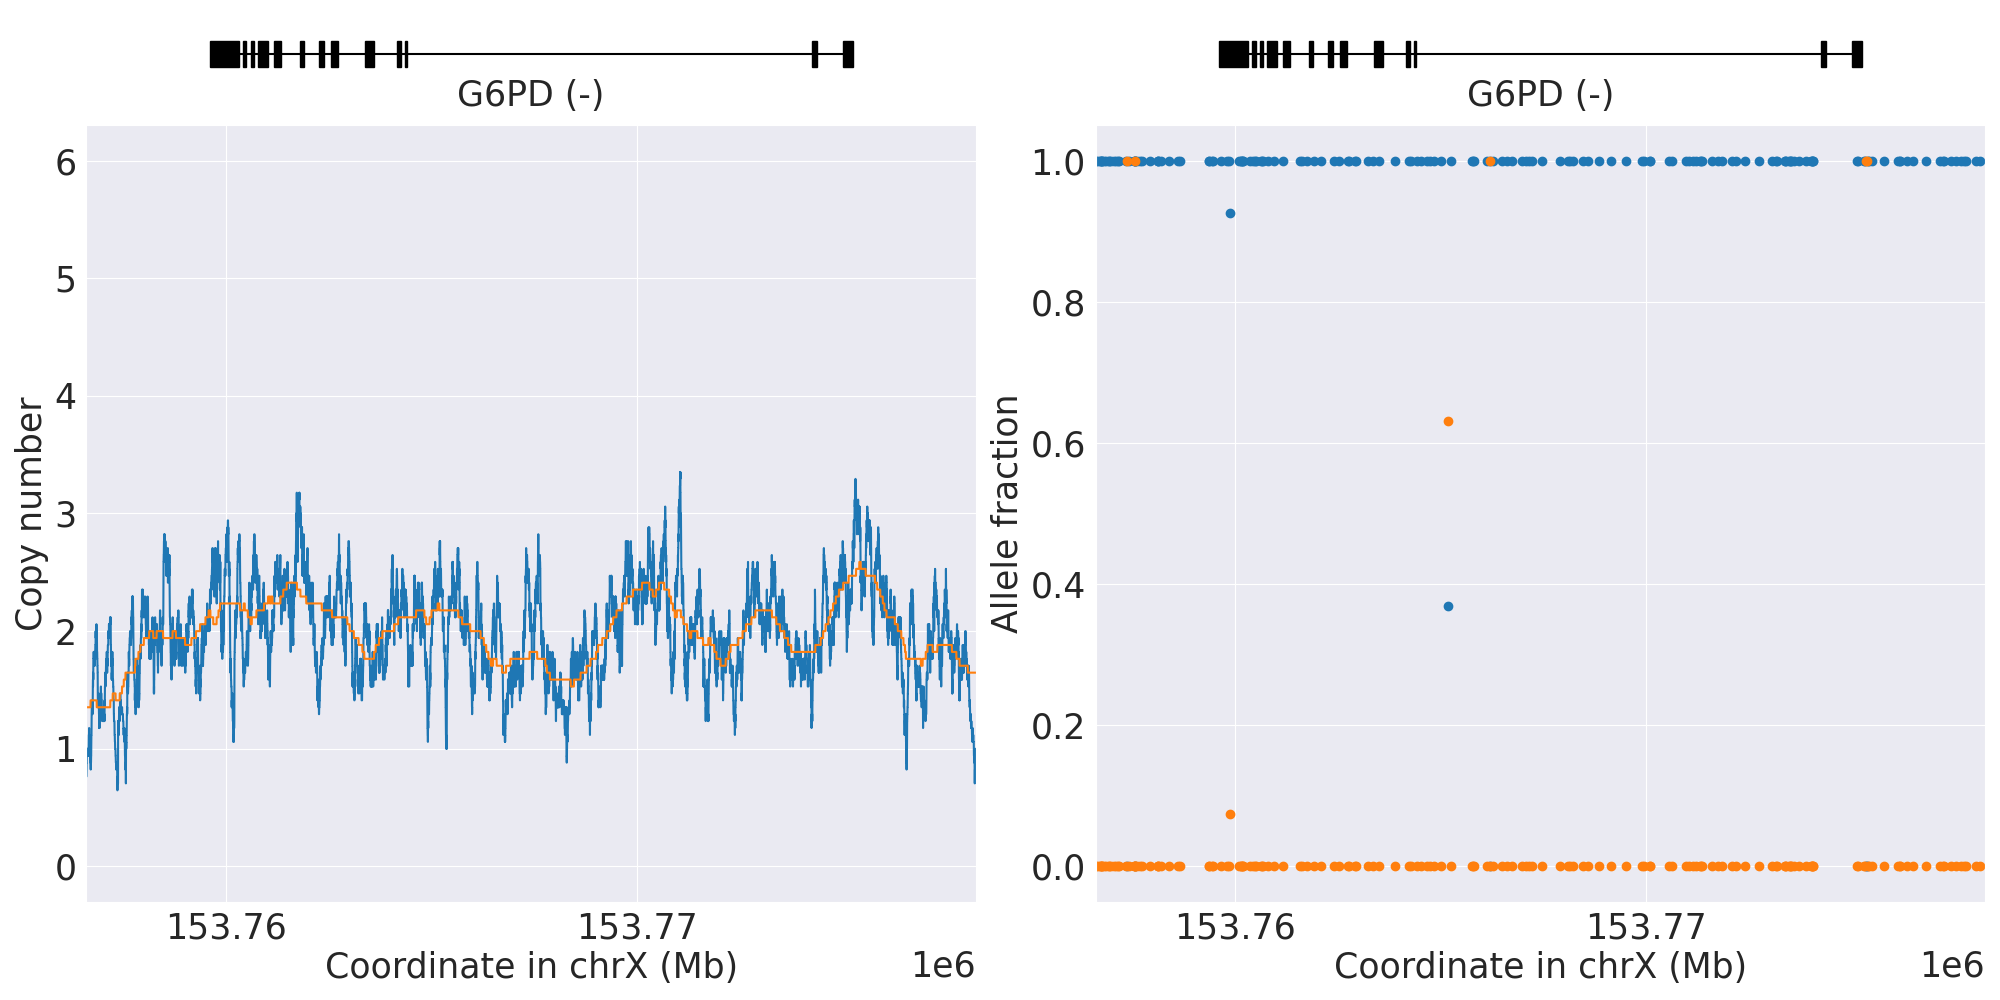 G6PD (-)
6
5
4
3
2
1
0
Copy number
153.76
153.77
Coordinate in chrX (Mb)
1e6
G6PD (-)
1.0
0.8
0.6
0.4
0.2
0.0
Allele fraction
153.76
153.77
Coordinate in chrX (Mb)
1e6